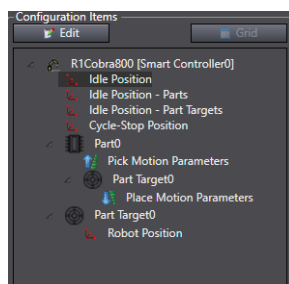 Configuration Items
Edit Grid
R1Cobra800 [Smart Controller0]
Idle Position
Idle Position - Parts
Idle Position - Part Targets
Cycle-Stop Position
Part0
Pick Motion Parameters
Part Target0
Place Motion Parameters
Part Target0
Robot Position